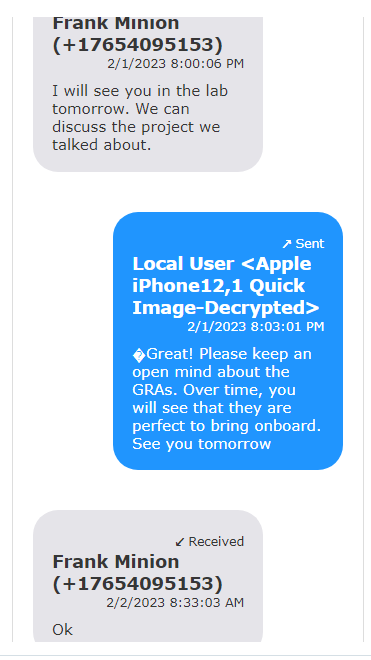 Frank Minion
(+17654095153)
2/1/2023 8:00:06 PM
I will see you in the lab
tomorrow. We can
discuss the project we
talked about.
↗ Sent
Local User <Apple
iPhone12,1 Quick
Image-Decrypted>
2/1/2023 8:03:01 PM
�Great! Please keep an
open mind about the
GRAs. Over time, you
will see that they are
perfect to bring onboard.
See you tomorrow
↙ Received
Frank Minion
(+17654095153)
2/2/2023 8:33:03 AM
Ok